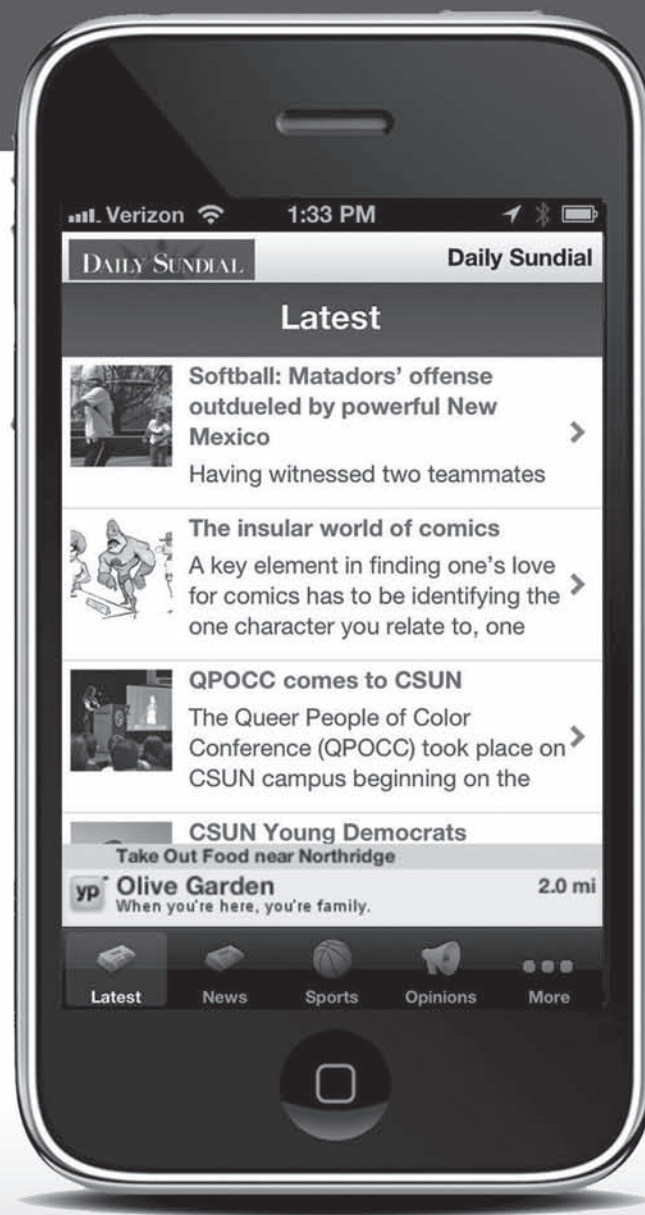 Verizon 1:33 PM
DAILY SUNDIAL Daily Sundial
Latest
Softball: Matadors' offense
outdueled by powerful New
Mexico
Having witnessed two teammates
The insular world of comics
A key element in finding one's love
for comics has to be identifying the
one character you relate to, one
QPOCC comes to CSUN
The Queer People of Color
Conference (QPOCC) took place on
CSUN campus beginning on the
CSUN Young Democrats
Take Out Food near Northridge
yp Olive Garden 2.0 mi
When you're here, you're family.
Latest News Sports Opinions More